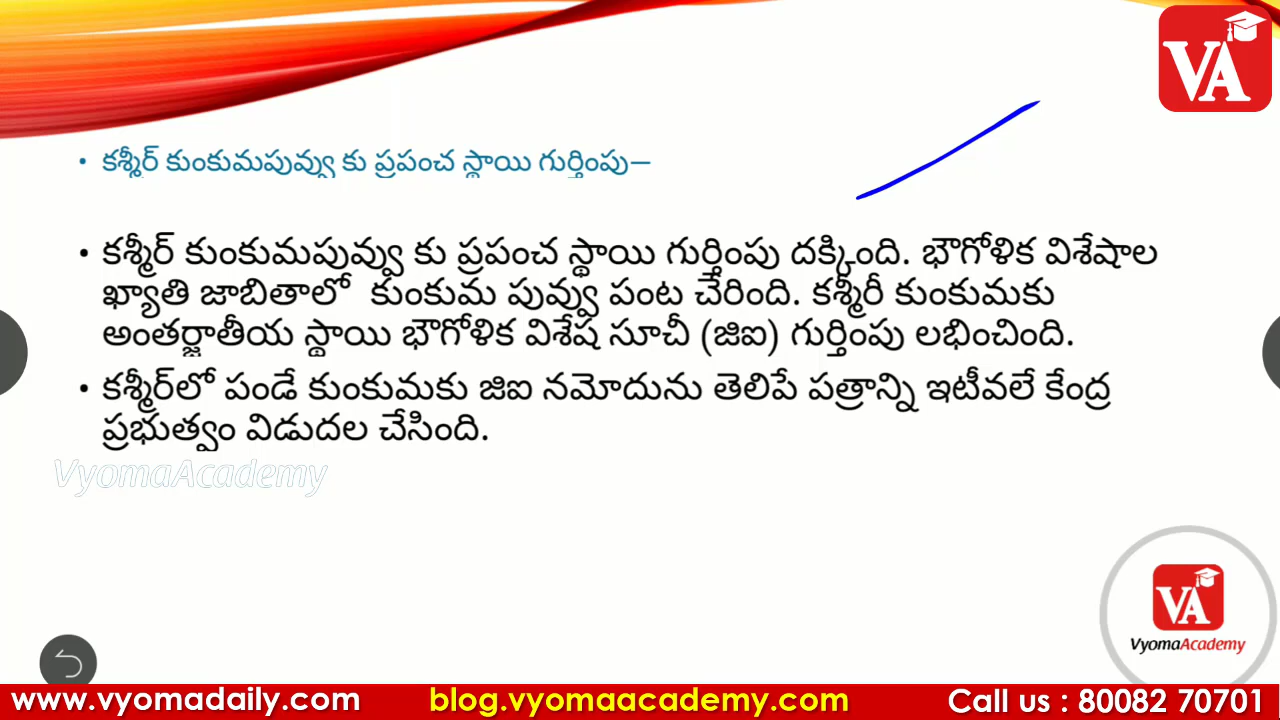 VA
• కశ్మీర్ కుంకుమపువ్వు కు ప్రపంచ స్థాయి గుర్తింపు—
• కశ్మీర్ కుంకుమపువ్వు కు ప్రపంచ స్థాయి గుర్తింపు దక్కింది. భౌగోళిక విశేషాల
ఖ్యాతి జాబితాలో కుంకుమ పువ్వు పంట చేరింది. కశ్మీరీ కుంకుమకు
అంతర్జాతీయ స్థాయి భౌగోళిక విశేష సూచీ (జిఐ) గుర్తింపు లభించింది.
• కశ్మీర్‌లో పండే కుంకుమకు జిఐ నమోదును తెలిపే పత్రాన్ని ఇటీవలే కేంద్ర
ప్రభుత్వం విడుదల చేసింది.
VyomaAcademy
VA
VyomaAcademy
www.vyomadaily.com blog.vyomaacademy.com Call us : 80082 70701